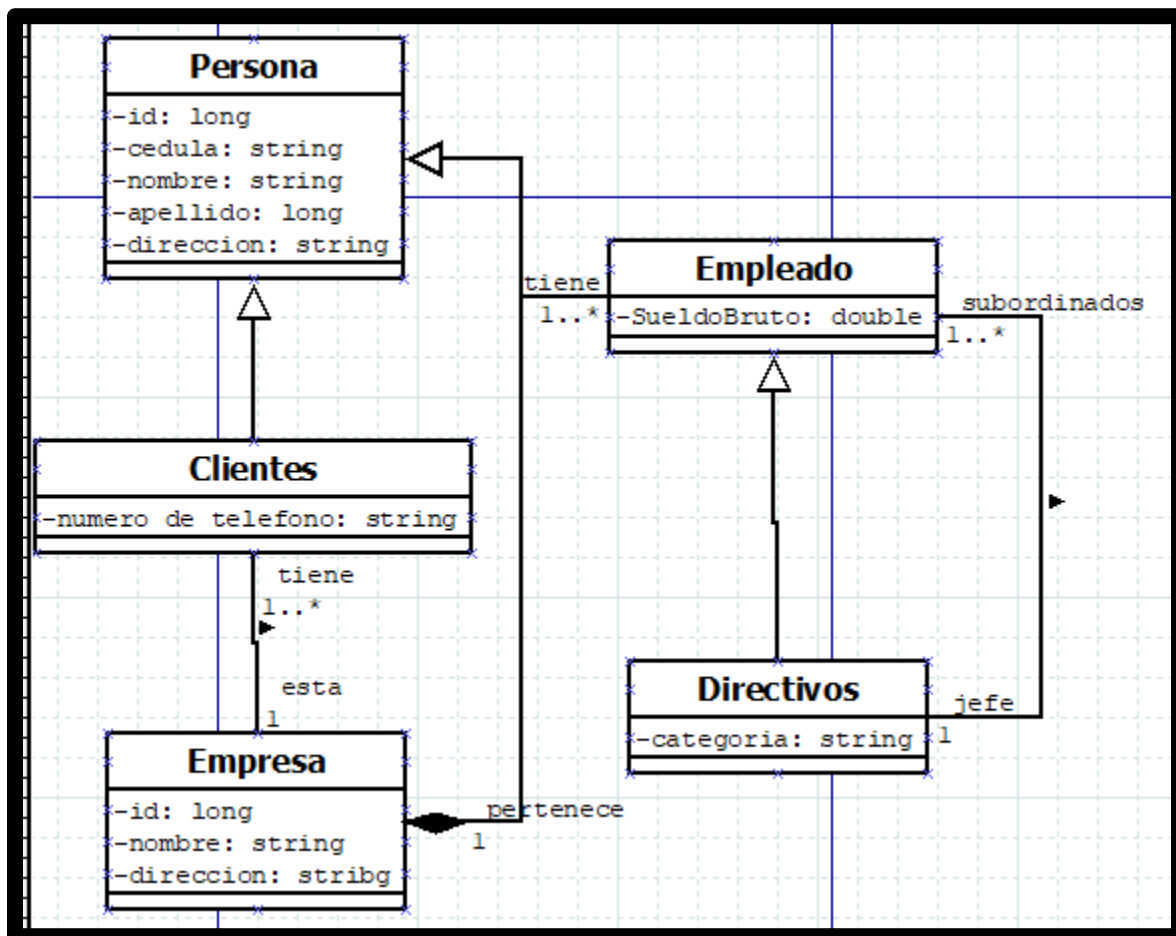 Persona
-id: long
-cedula: string
-nombre: string
-apellido: long
-direccion: string
Empleado
-SueldoBruto: double
tiene
1..*
subordinados
1..*
Clientes
-numero de telefono: string
tiene
1..*
esta
1
Directivos
-categoria: string
jefe
1
Empresa
-id: long
-nombre: string
-direccion: stribg
pertenece
1